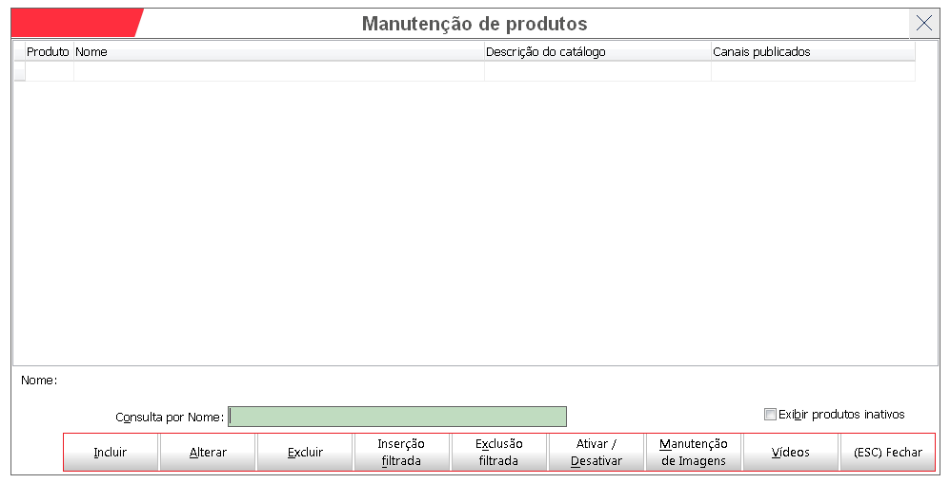 Manutenção de produtos
Produto Nome Descrição do catálogo Canais publicados
Nome:
Consulta por Nome:
Exibir produtos inativos
Incluir
Alterar
Excluir
Inserção
filtrada
Exclusão
filtrada
Ativar /
Desativar
Manutenção
de Imagens
Vídeos
(ESC) Fechar